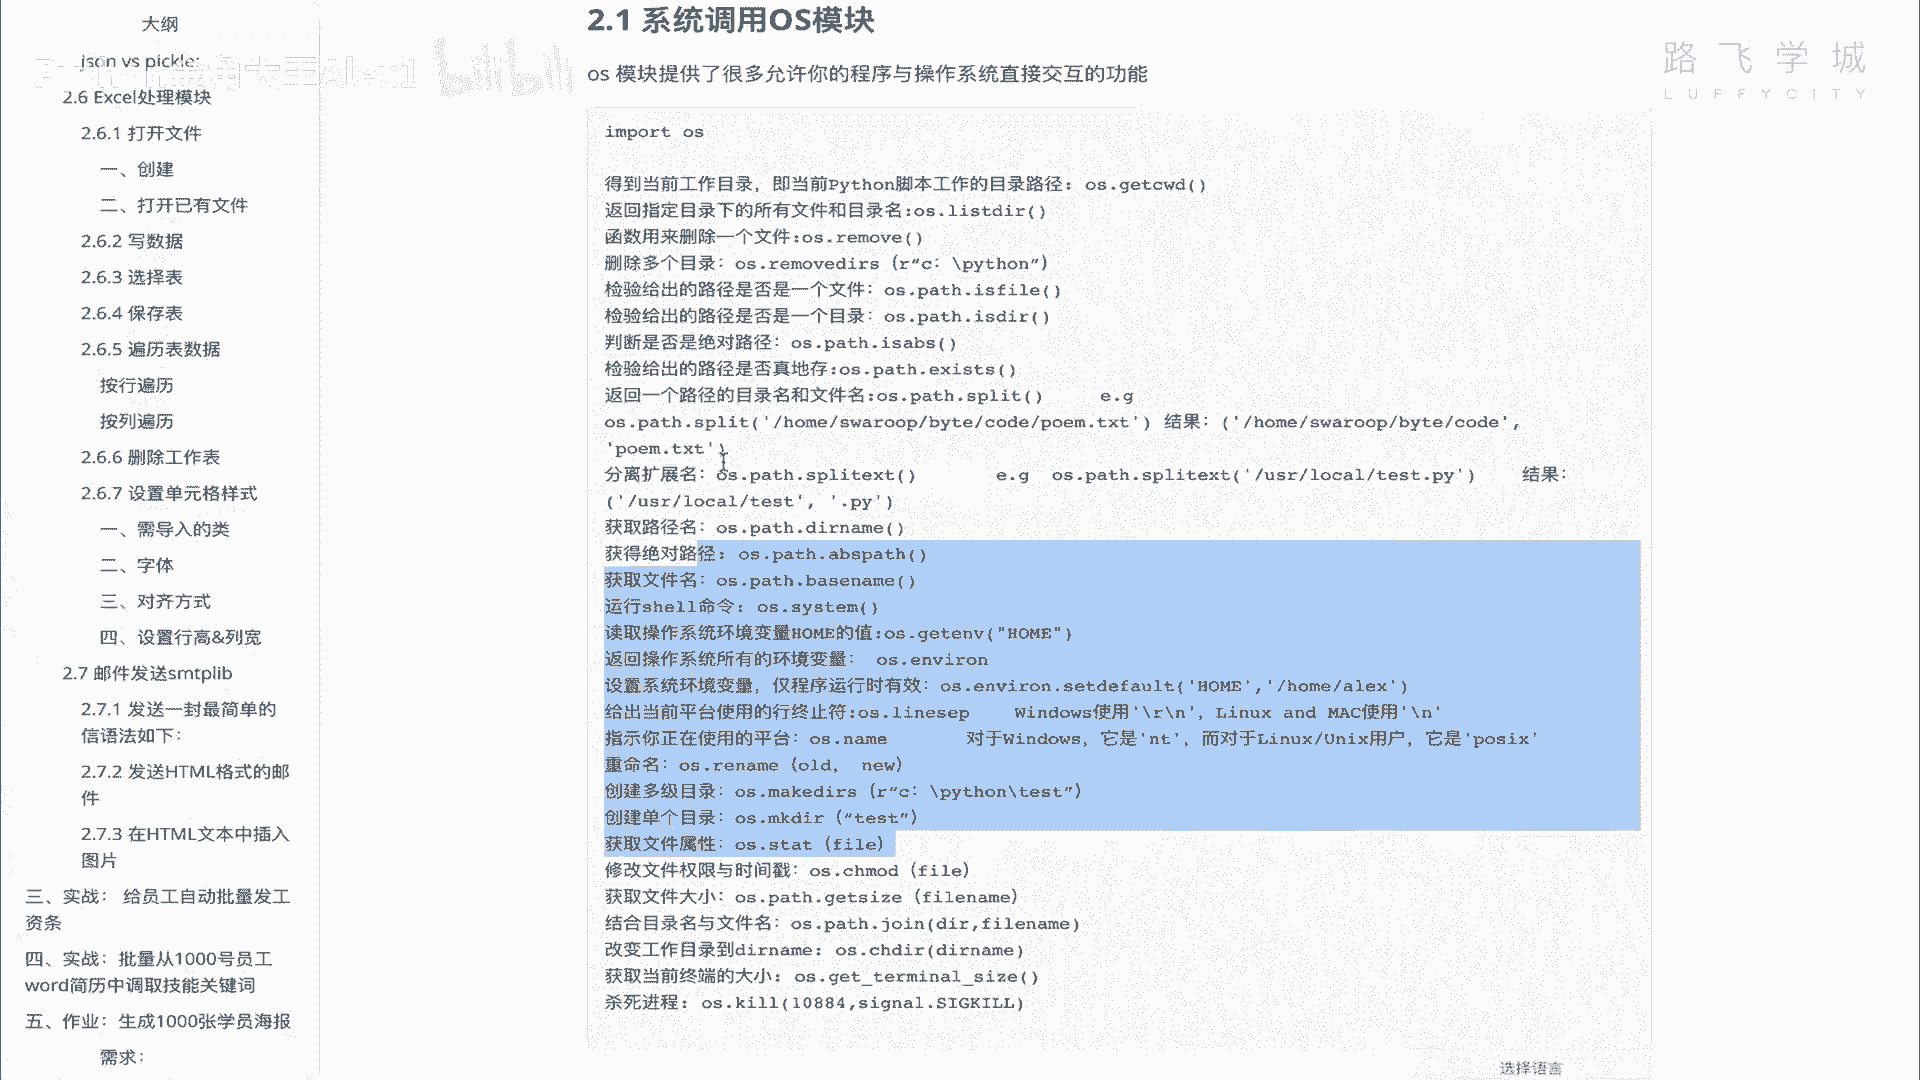 大纲
json vs pickle:
2.6 Excel处理模块
2.6.1 打开文件
一、创建
二、打开已有文件
2.6.2 写数据
2.6.3 选择表
2.6.4 保存表
2.6.5 遍历表数据
按行遍历
按列遍历
2.6.6 删除工作表
2.6.7 设置单元格样式
一、需导入的类
二、字体
三、对齐方式
四、设置行高&列宽
2.7 邮件发送smtplib
2.7.1 发送一封最简单的
信语法如下:
2.7.2 发送HTML格式的邮
件
2.7.3 在HTML文本中插入
图片
三、实战： 给员工自动批量发工
资条
四、实战：批量从1000号员工
word简历中调取技能关键词
五、作业：生成1000张学员海报
需求：
2.1 系统调用OS模块
os 模块提供了很多允许你的程序与操作系统直接交互的功能
import os
得到当前工作目录，即当前Python脚本工作的目录路径: os.getcwd()
返回指定目录下的所有文件和目录名:os.listdir()
函数用来删除一个文件:os.remove()
删除多个目录：os.removedirs（r“c：\python”）
检验给出的路径是否是一个文件：os.path.isfile()
检验给出的路径是否是一个目录：os.path.isdir()
判断是否是绝对路径：os.path.isabs()
检验给出的路径是否真地存:os.path.exists()
返回一个路径的目录名和文件名:os.path.split() e.g
os.path.split('/home/swaroop/byte/code/poem.txt') 结果：('/home/swaroop/byte/code',
'poem.txt')
分离扩展名：os.path.splitext() e.g os.path.splitext('/usr/local/test.py') 结果：
('/usr/local/test', '.py')
获取路径名：os.path.dirname()
获得绝对路径: os.path.abspath()
获取文件名：os.path.basename()
运行shell命令: os.system()
读取操作系统环境变量HOME的值:os.getenv("HOME")
返回操作系统所有的环境变量： os.environ
设置系统环境变量，仅程序运行时有效：os.environ.setdefault('HOME','/home/alex')
给出当前平台使用的行终止符:os.linesep Windows使用'\r\n'，Linux and MAC使用'\n'
指示你正在使用的平台：os.name 对于Windows，它是'nt'，而对于Linux/Unix用户，它是'posix'
重命名：os.rename（old， new）
创建多级目录：os.makedirs（r“c：\python\test”）
创建单个目录：os.mkdir（“test”）
获取文件属性：os.stat（file）
修改文件权限与时间戳：os.chmod（file）
获取文件大小：os.path.getsize（filename）
结合目录名与文件名：os.path.join(dir,filename)
改变工作目录到dirname: os.chdir(dirname)
获取当前终端的大小: os.get_terminal_size()
杀死进程: os.kill(10884,signal.SIGKILL)
选择语言
路飞学城
LUFFYCITY
bilibili